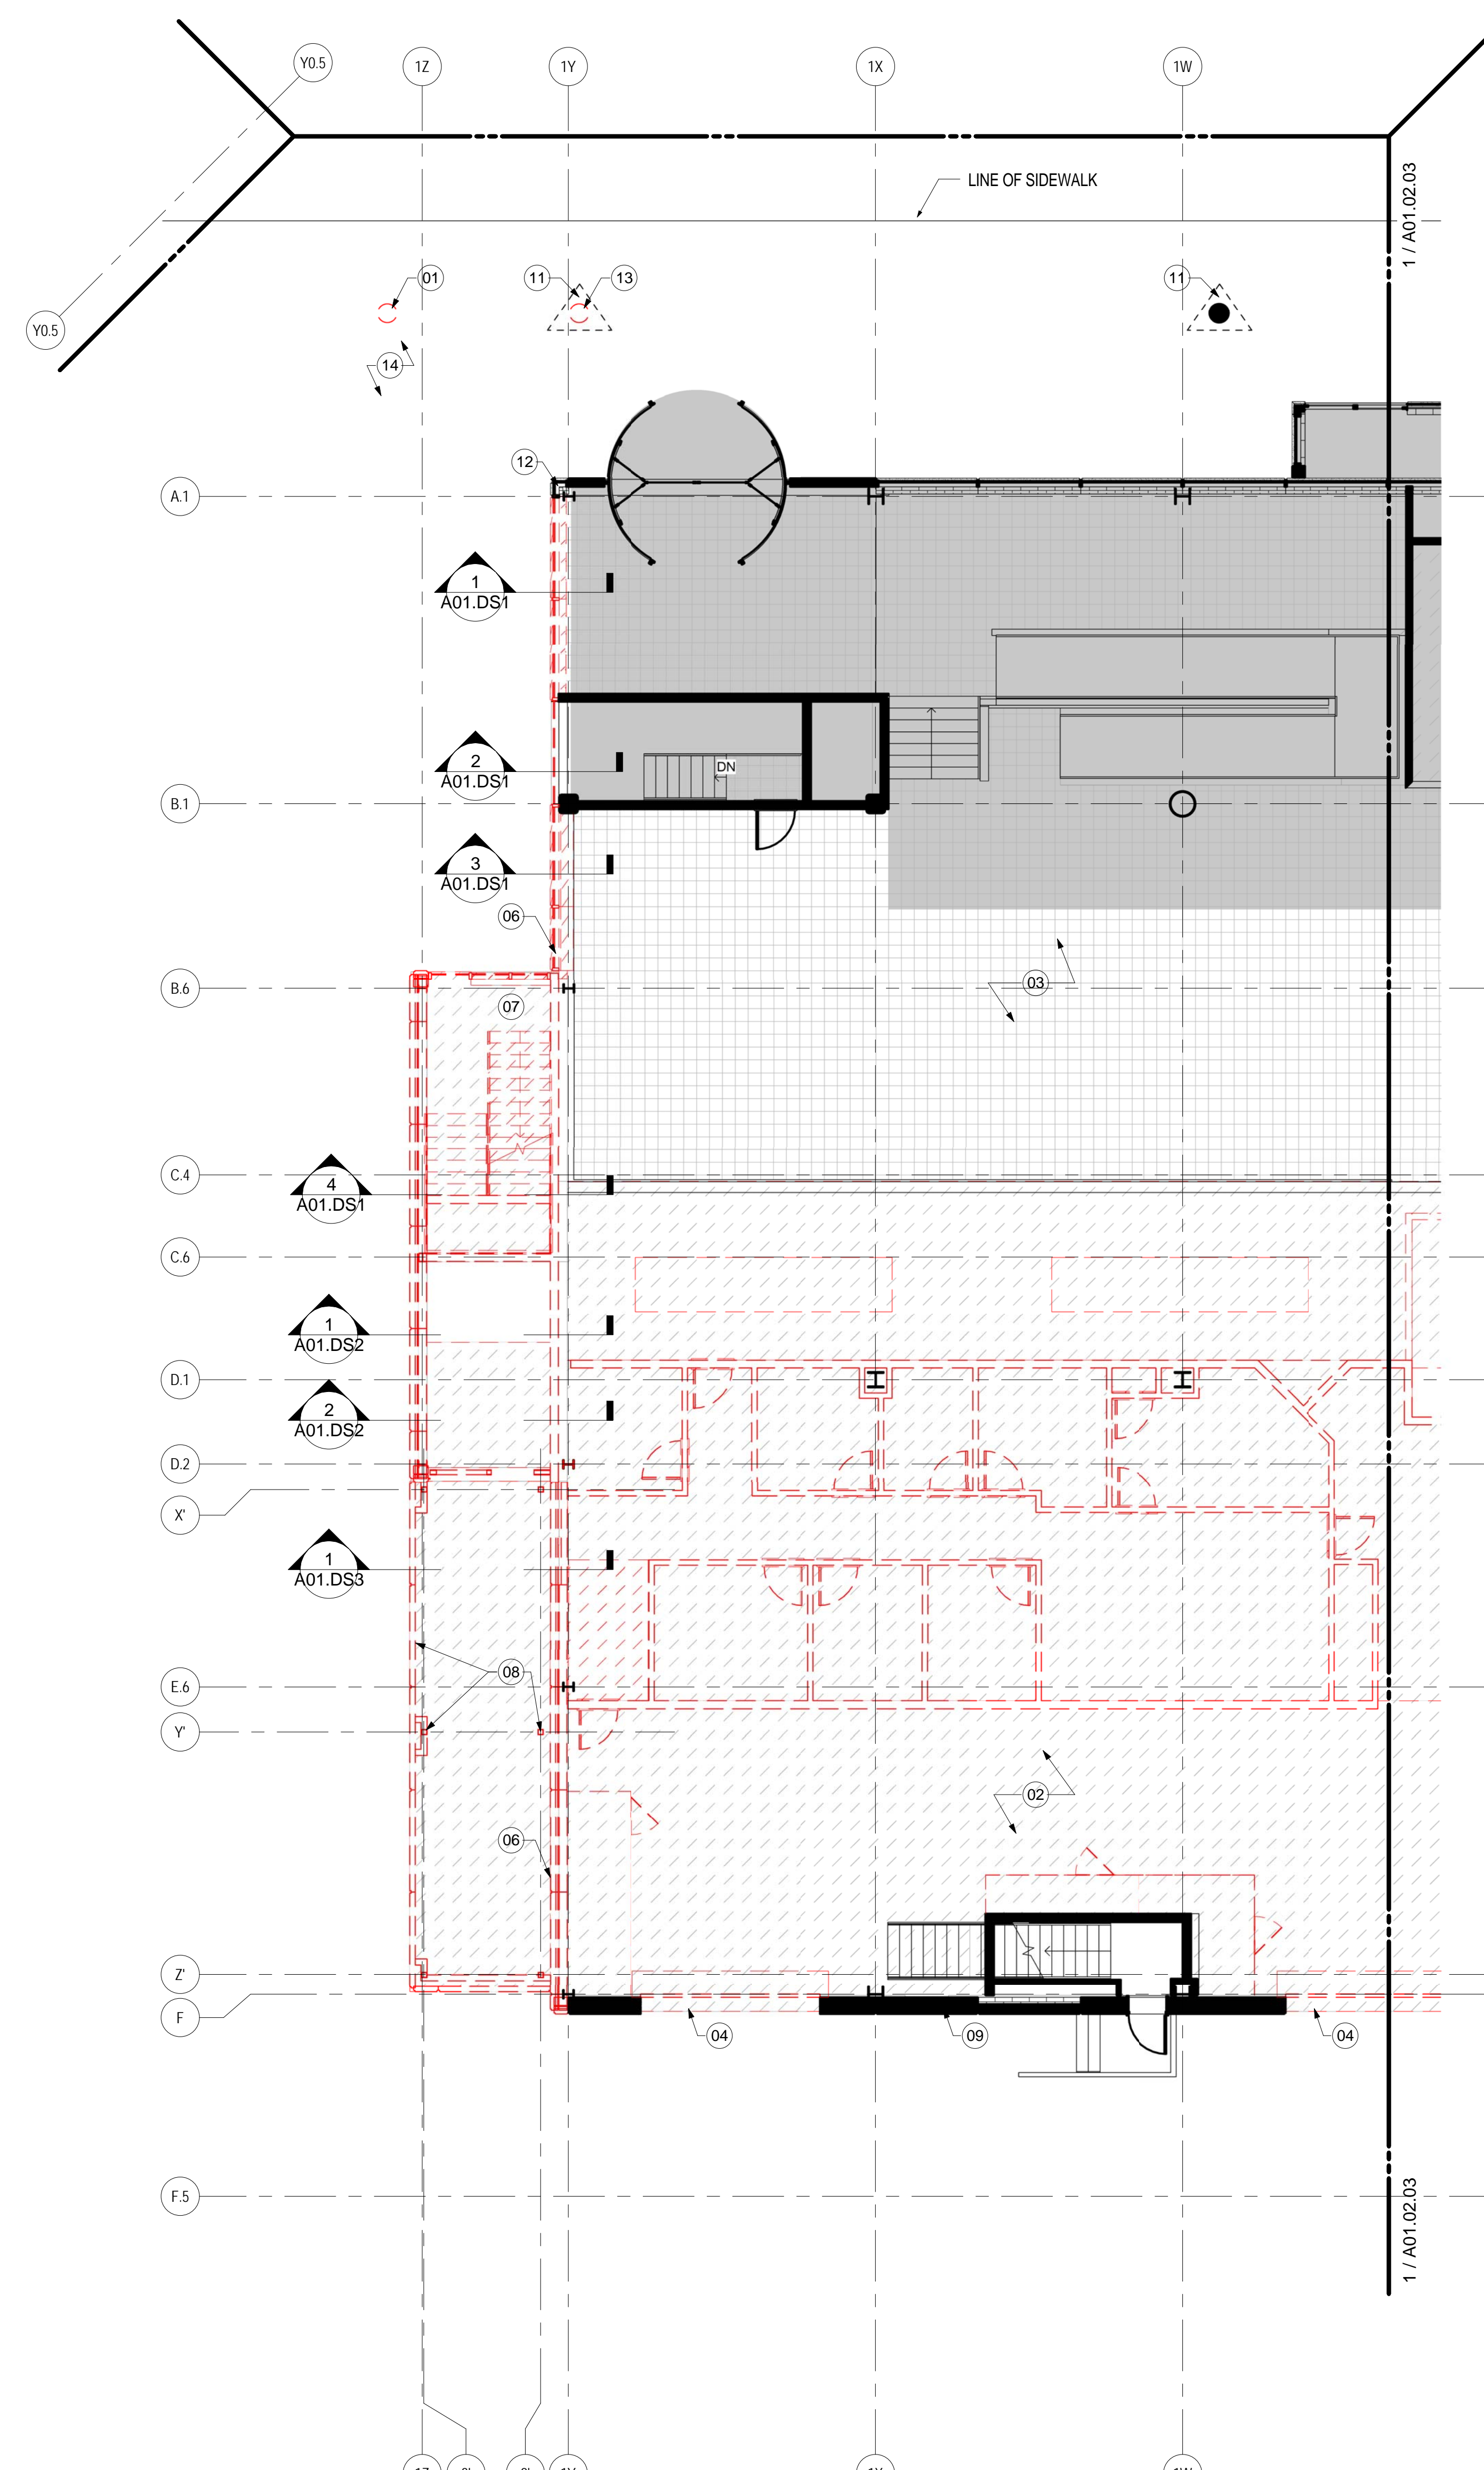 Y0.5
1Z
1Y
1X
1W
LINE OF SIDEWALK
1 / A01.02.03
01
11
13
11
Y0.5
14
12
A.1
1
A01.DS1
2
A01.DS1
DN
B.1
3
A01.DS1
06
03
B.6
07
C.4
4
A01.DS1
C.6
1
A01.DS2
D.1
2
A01.DS2
D.2
X'
1
A01.DS3
08
E.6
Y'
02
06
Z'
F
04
09
04
F.5
1 / A01.02.03